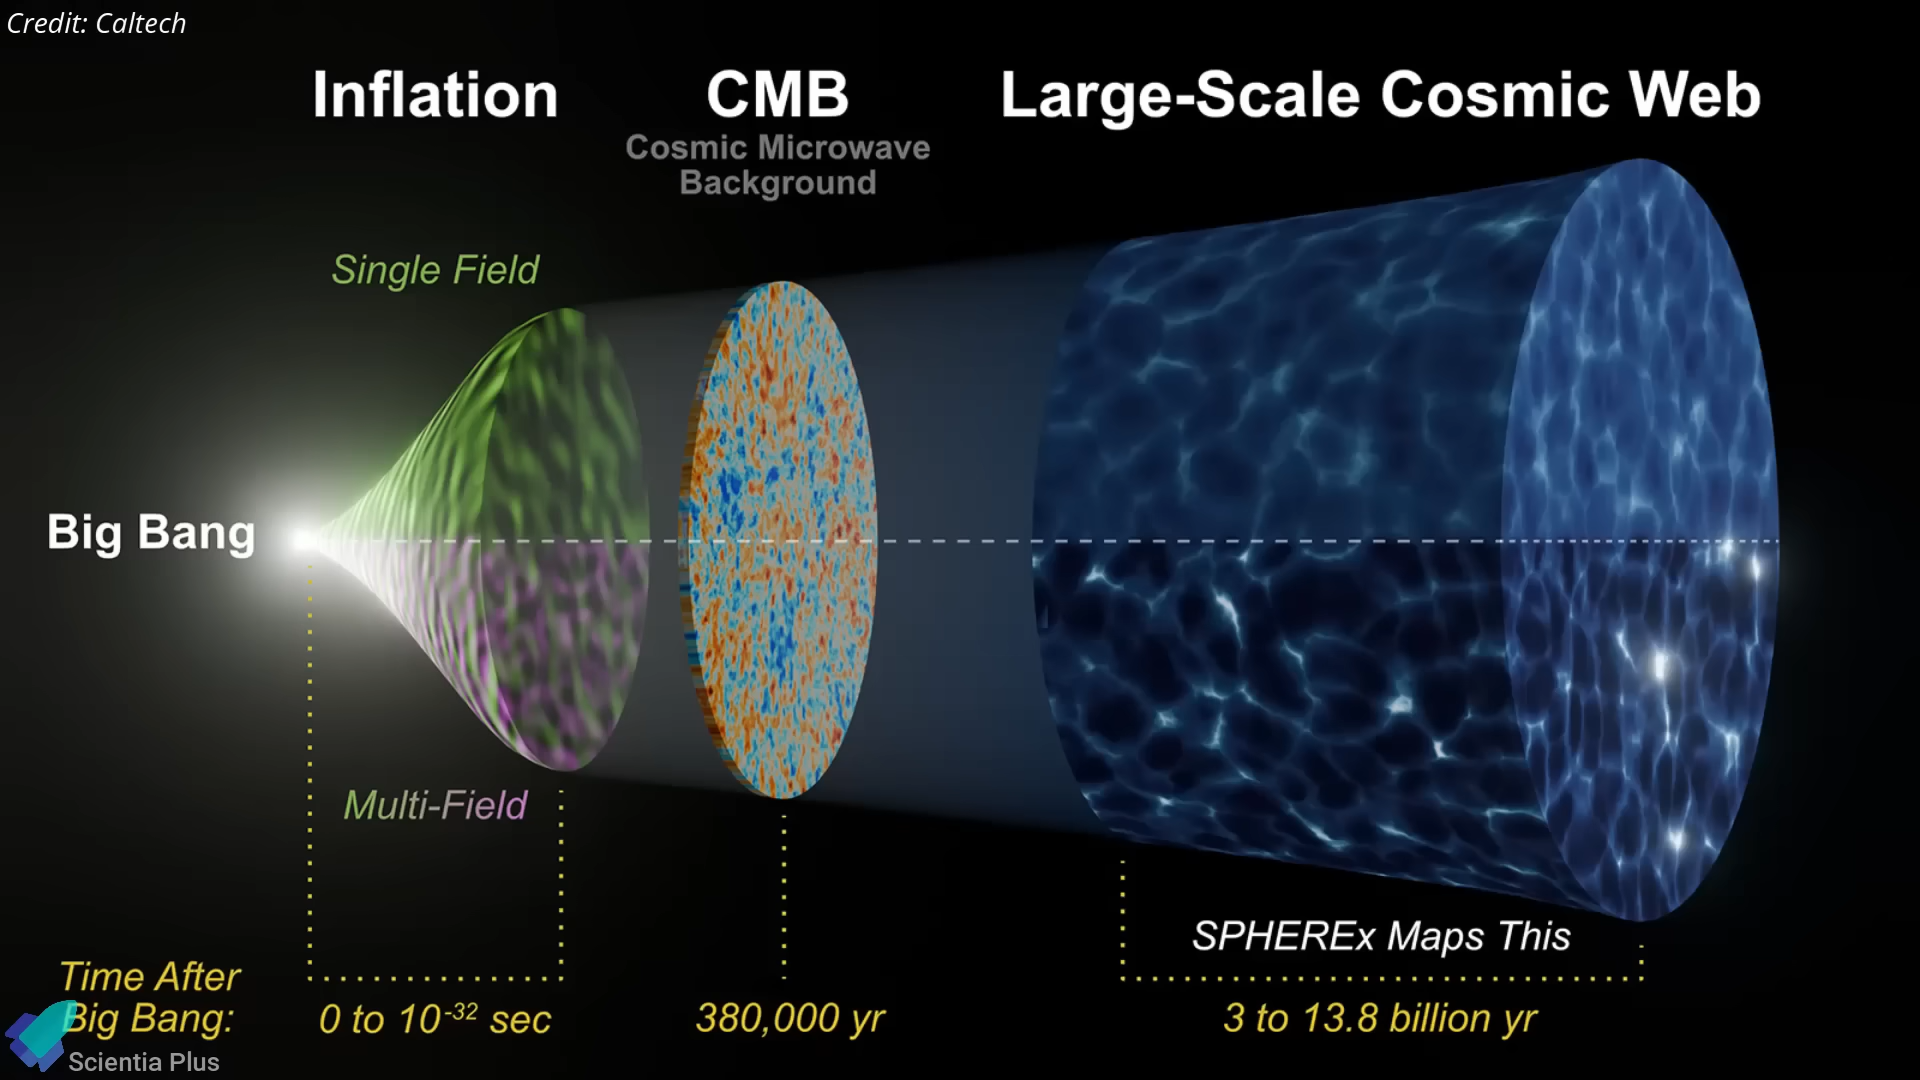 Credit: Caltech
Inflation
CMB
Cosmic Microwave
Background
Large-Scale Cosmic Web
Single Field
Big Bang
Multi-Field
SPHEREx Maps This
Time After
Big Bang:
0 to 10⁻³² sec
380,000 yr
3 to 13.8 billion yr
Scientia Plus